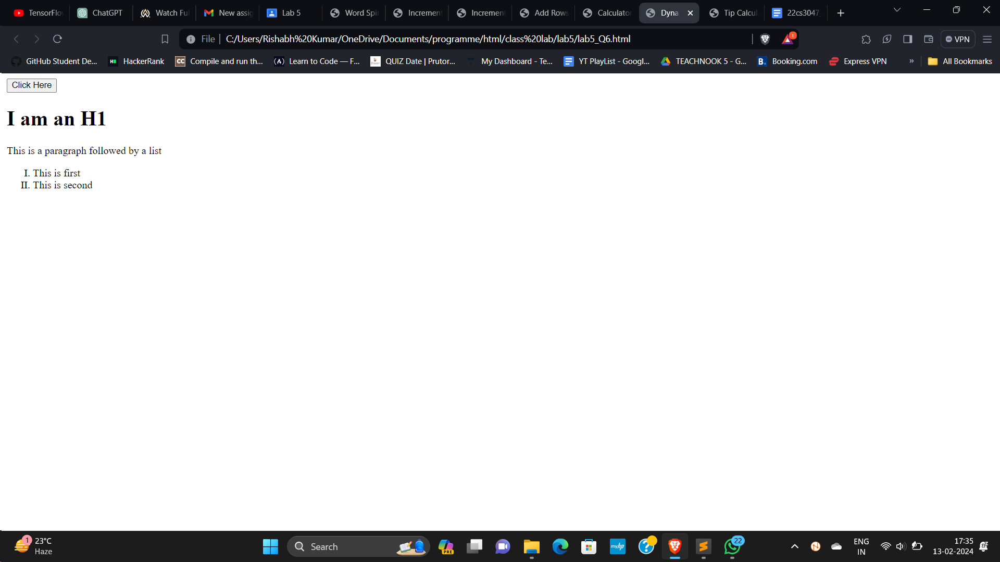 TensorFlo
ChatGPT
Watch Ful
New assig
Lab 5
Word Spi
Increment
Increment
Add Rows
Calculator
Dyna
Tip Calcul
22cs3047_
File
C:/Users/Rishabh%20Kumar/OneDrive/Documents/programme/html/class%20lab/lab5/lab5_Q6.html
1
VPN
GitHub Student De...
HackerRank
Compile and run th...
Learn to Code — F...
QUIZ Date | Prutor...
My Dashboard - Te...
YT PlayList - Googl...
TEACHNOOK 5 - G...
Booking.com
Express VPN
»
All Bookmarks
Click Here
I am an H1
This is a paragraph followed by a list
I. This is first
II. This is second
1
23°C
Haze
Search
PRE
myhp
22
ENG
IN
17:35
13-02-2024